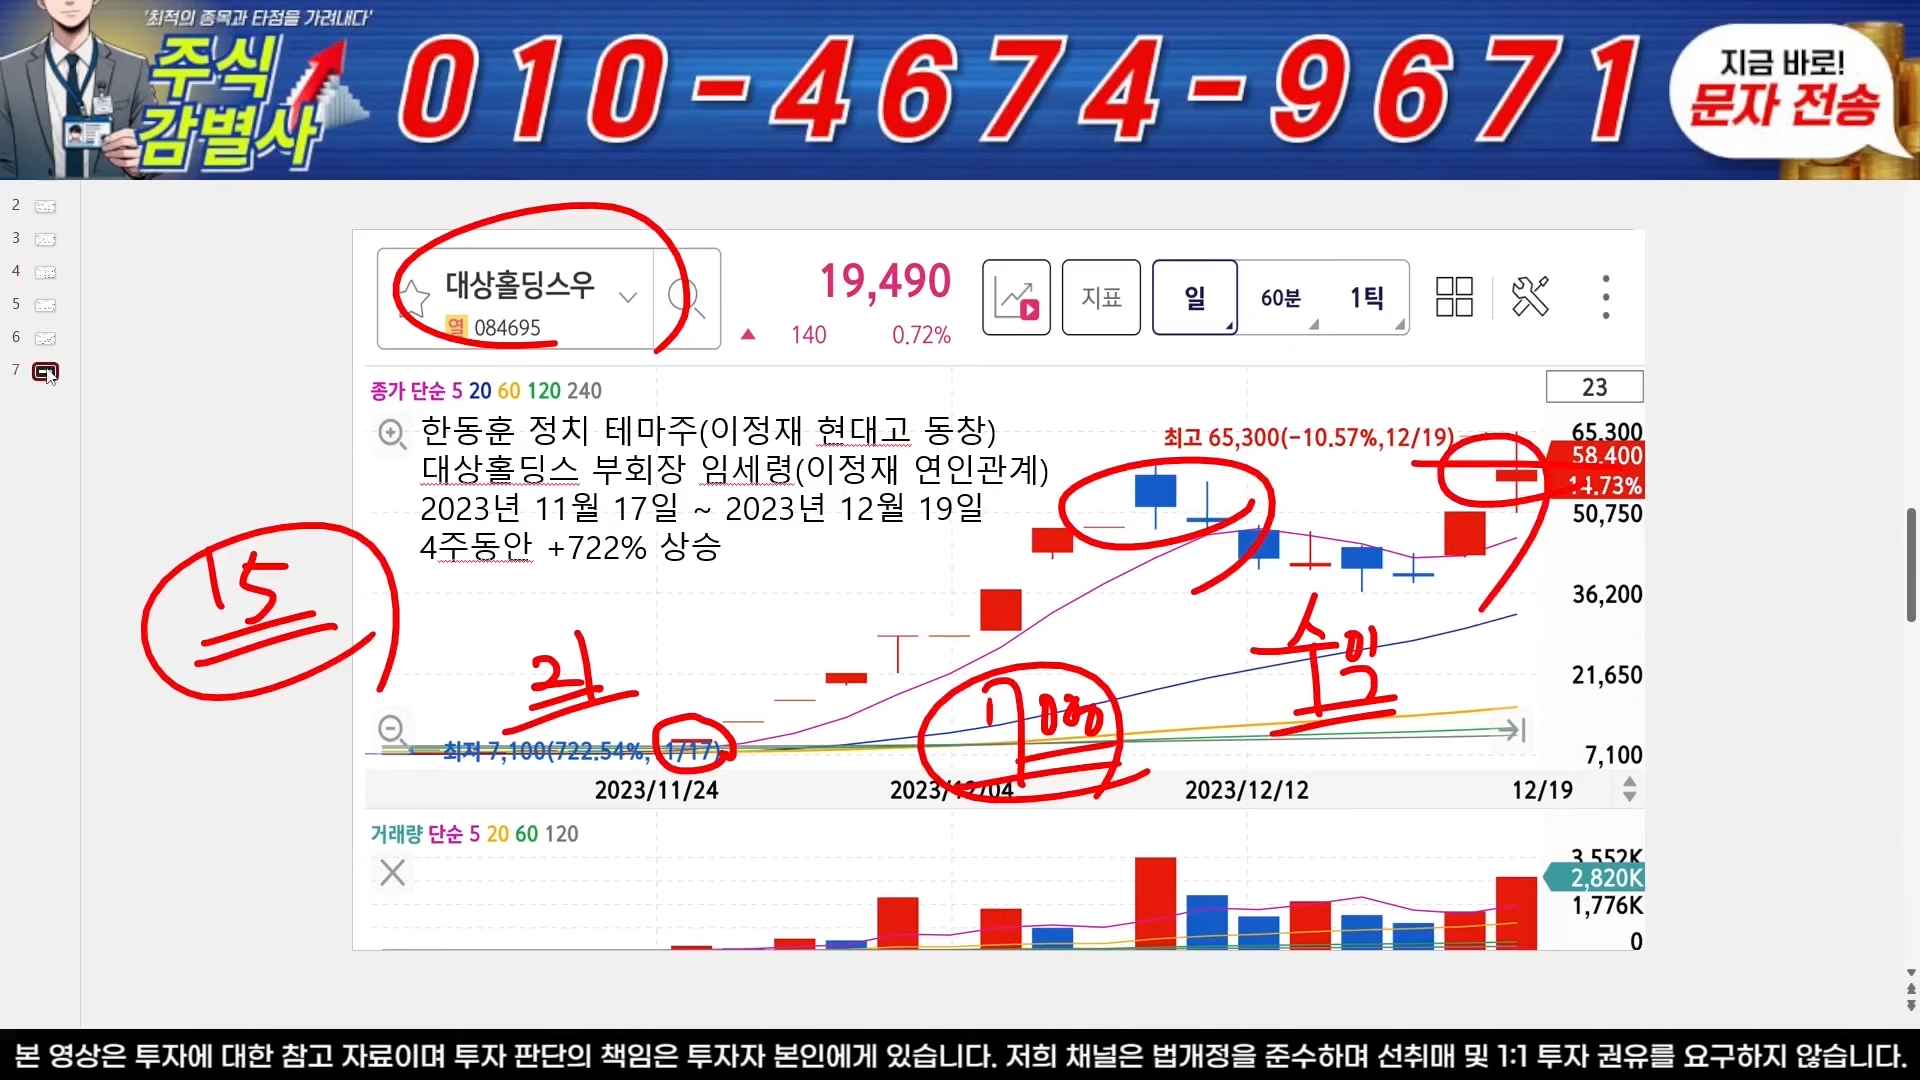 '최적의 종목과 타점을 가려내다'
주식
감별사
010-4674-9671
지금 바로!
문자 전송
2
3
4
5
6
7
대상홀딩스우
열 084695
19,490
▲ 140 0.72%
지표
일 60분 1틱
종가 단순 5 20 60 120 240
23
한동훈 정치 테마주(이정재 현대고 동창)
대상홀딩스 부회장 임세령(이정재 연인관계)
2023년 11월 17일 ~ 2023년 12월 19일
4주동안 +722% 상승
최고 65,300(-10.57%,12/19)
65,300
58,400
14.73%
50,750
36,200
21,650
7,100
15
수익
최저 7,100(722.54%, 1/17)
2023/11/24 2023/12/04 2023/12/12 12/19
거래량 단순 5 20 60 120
3,552K
2,820K
1,776K
0
본 영상은 투자에 대한 참고 자료이며 투자 판단의 책임은 투자자 본인에게 있습니다. 저희 채널은 법개정을 준수하며 선취매 및 1:1 투자 권유를 요구하지 않습니다.